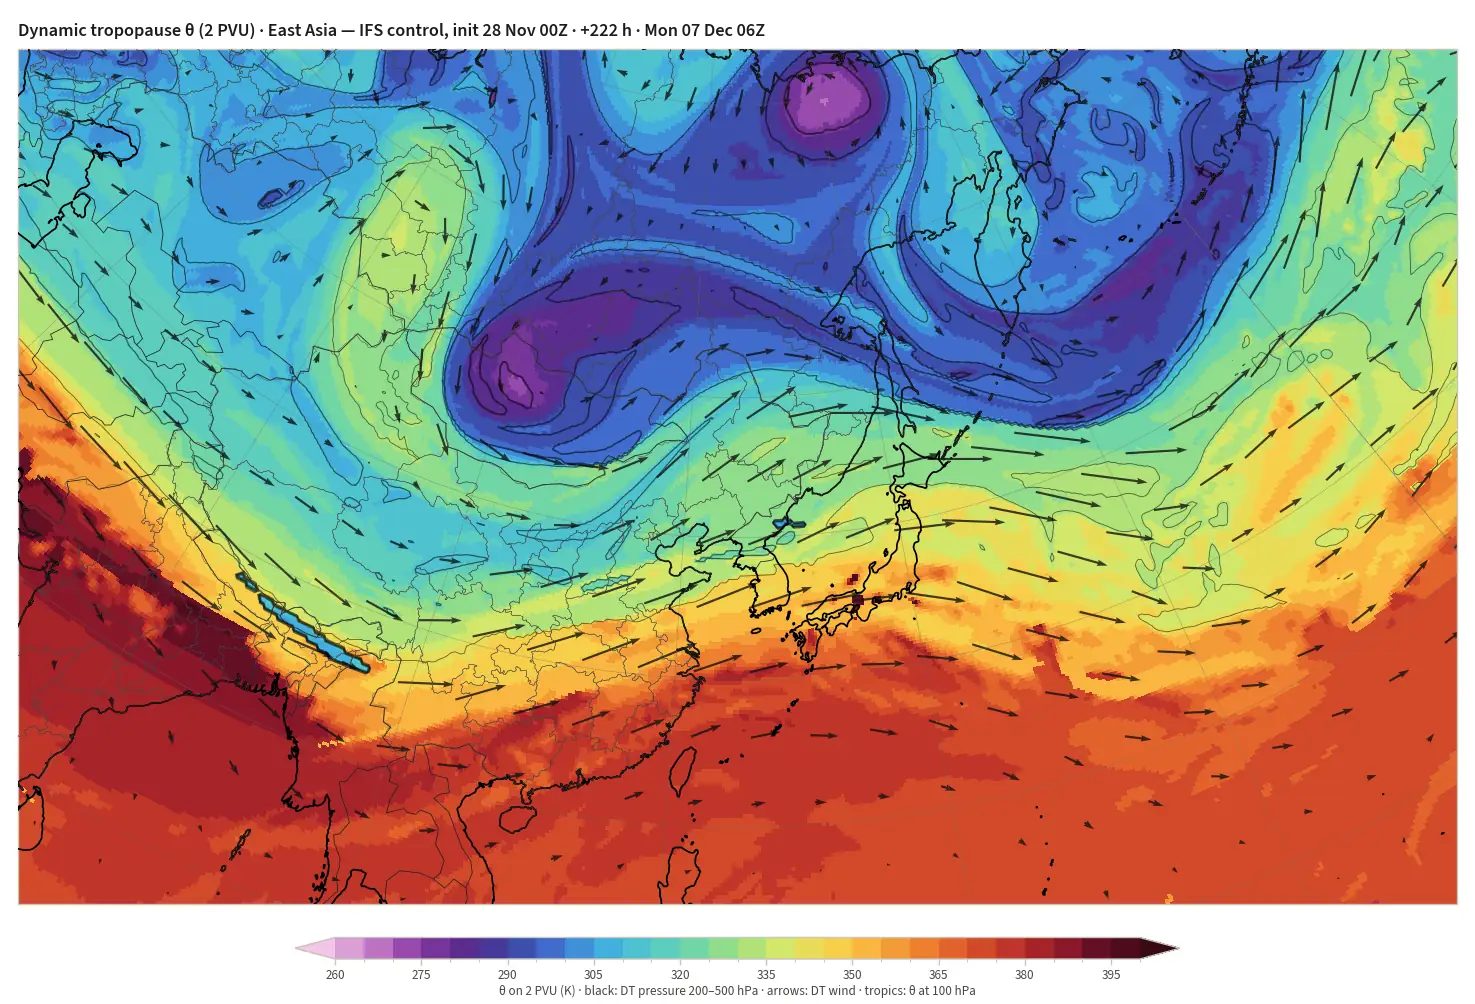 Dynamic tropopause θ (2 PVU) · East Asia — IFS control, init 28 Nov 00Z · +222 h · Mon 07 Dec 06Z
260 275 290 305 320 335 350 365 380 395
θ on 2 PVU (K) · black: DT pressure 200–500 hPa · arrows: DT wind · tropics: θ at 100 hPa